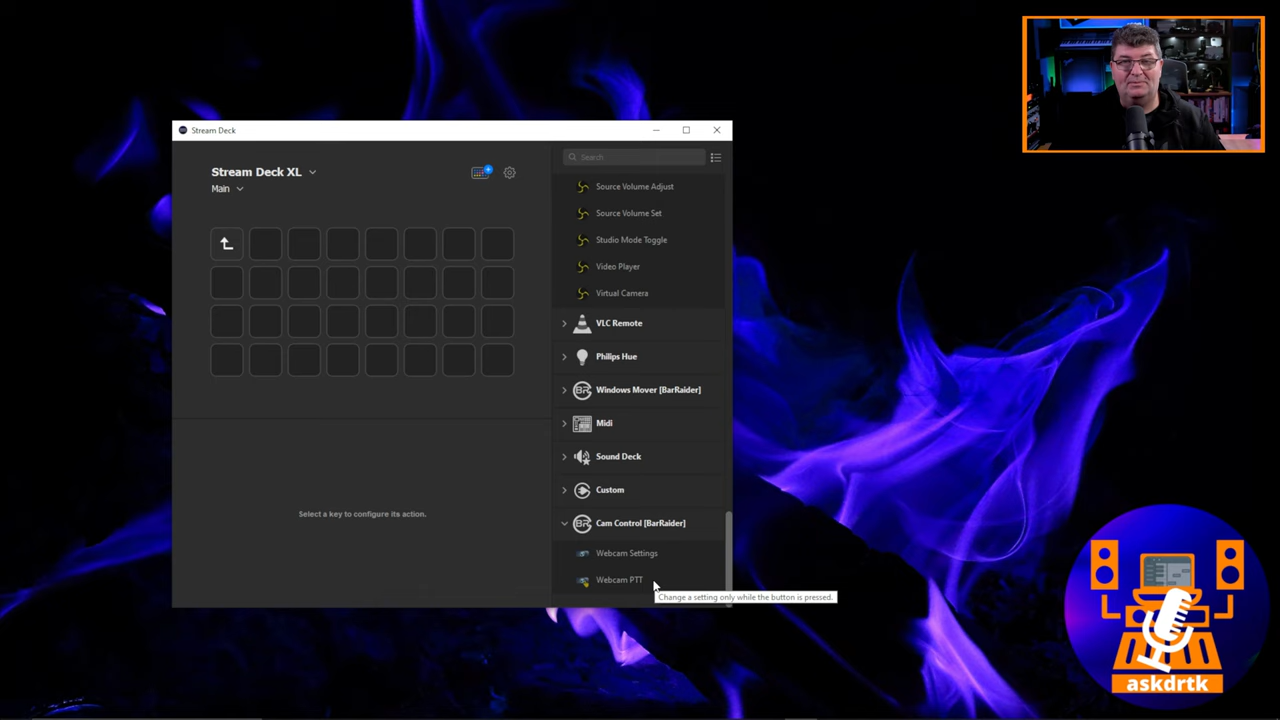 Stream Deck
Stream Deck XL
Main
Search
Source Volume Adjust
Source Volume Set
Studio Mode Toggle
Video Player
Virtual Camera
VLC Remote
Philips Hue
Windows Mover [BarRaider]
Midi
Sound Deck
Custom
BR Cam Control [BarRaider]
Webcam Settings
Webcam PTT
Change a setting only while the button is pressed.
Select a key to configure its action.
askdrtk